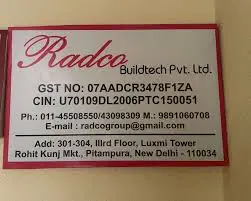 Radco
Buildtech Pvt. Ltd.
GST NO: 07AADCR3478F1ZA
CIN: U70109DL2006PTC150051
Ph.: 011-45508550/43098309 M.: 9891060708
E-mail : radcogroup@gmail.com
Add: 301-304, IIIrd Floor, Luxmi Tower
Rohit Kunj Mkt., Pitampura, New Delhi - 110034